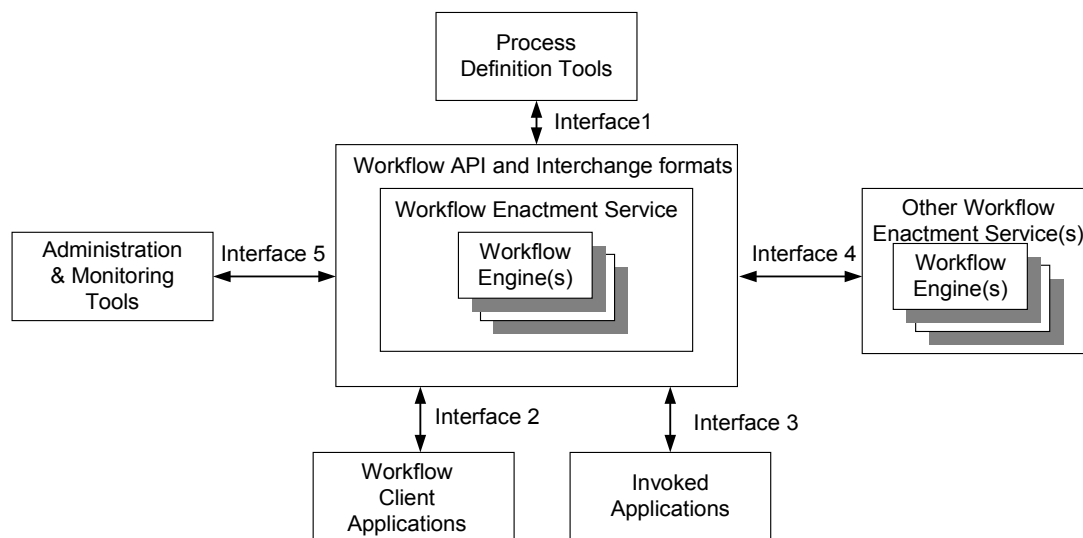 Process
Definition Tools
Interface1
Workflow API and Interchange formats
Workflow Enactment Service
Workflow
Engine(s)
Administration
& Monitoring
Tools
Interface 5
Interface 4
Other Workflow
Enactment Service(s)
Workflow
Engine(s)
Interface 2
Interface 3
Workflow
Client
Applications
Invoked
Applications